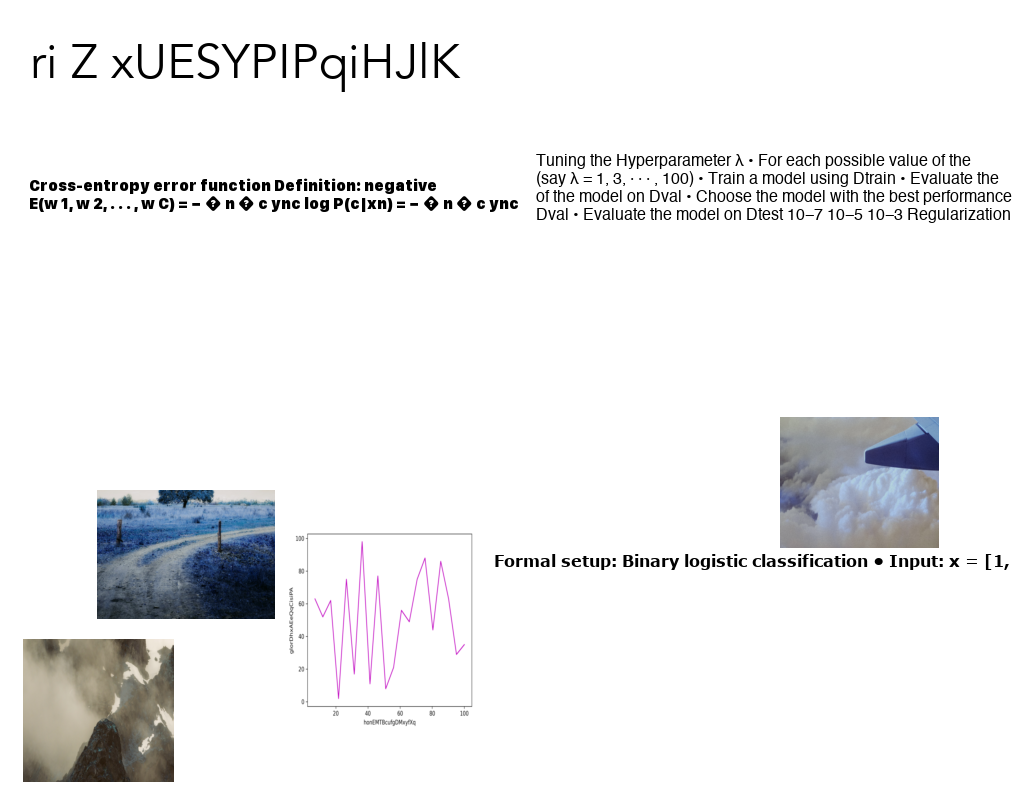 ri Z xUESYPIPqiHJlK
Cross-entropy error function Definition: negative
E(w 1, w 2, . . . , w C) = − � n � c ync log P(c|xn) = − � n � c ync
Tuning the Hyperparameter λ • For each possible value of the
(say λ = 1, 3, · · · , 100) • Train a model using Dtrain • Evaluate the
of the model on Dval • Choose the model with the best performance
Dval • Evaluate the model on Dtest 10−7 10−5 10−3 Regularization
Formal setup: Binary logistic classification • Input: x = [1,
100
80
60
40
20
0
20 40 60 80 100
honEMTBcufgOMxyfXq